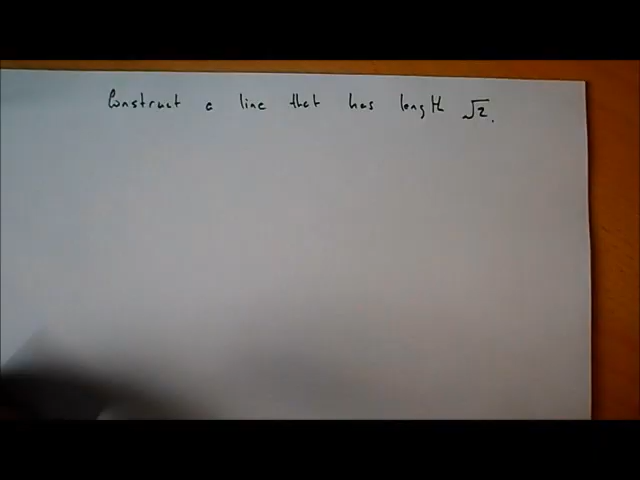 Construct a line that has length √2.